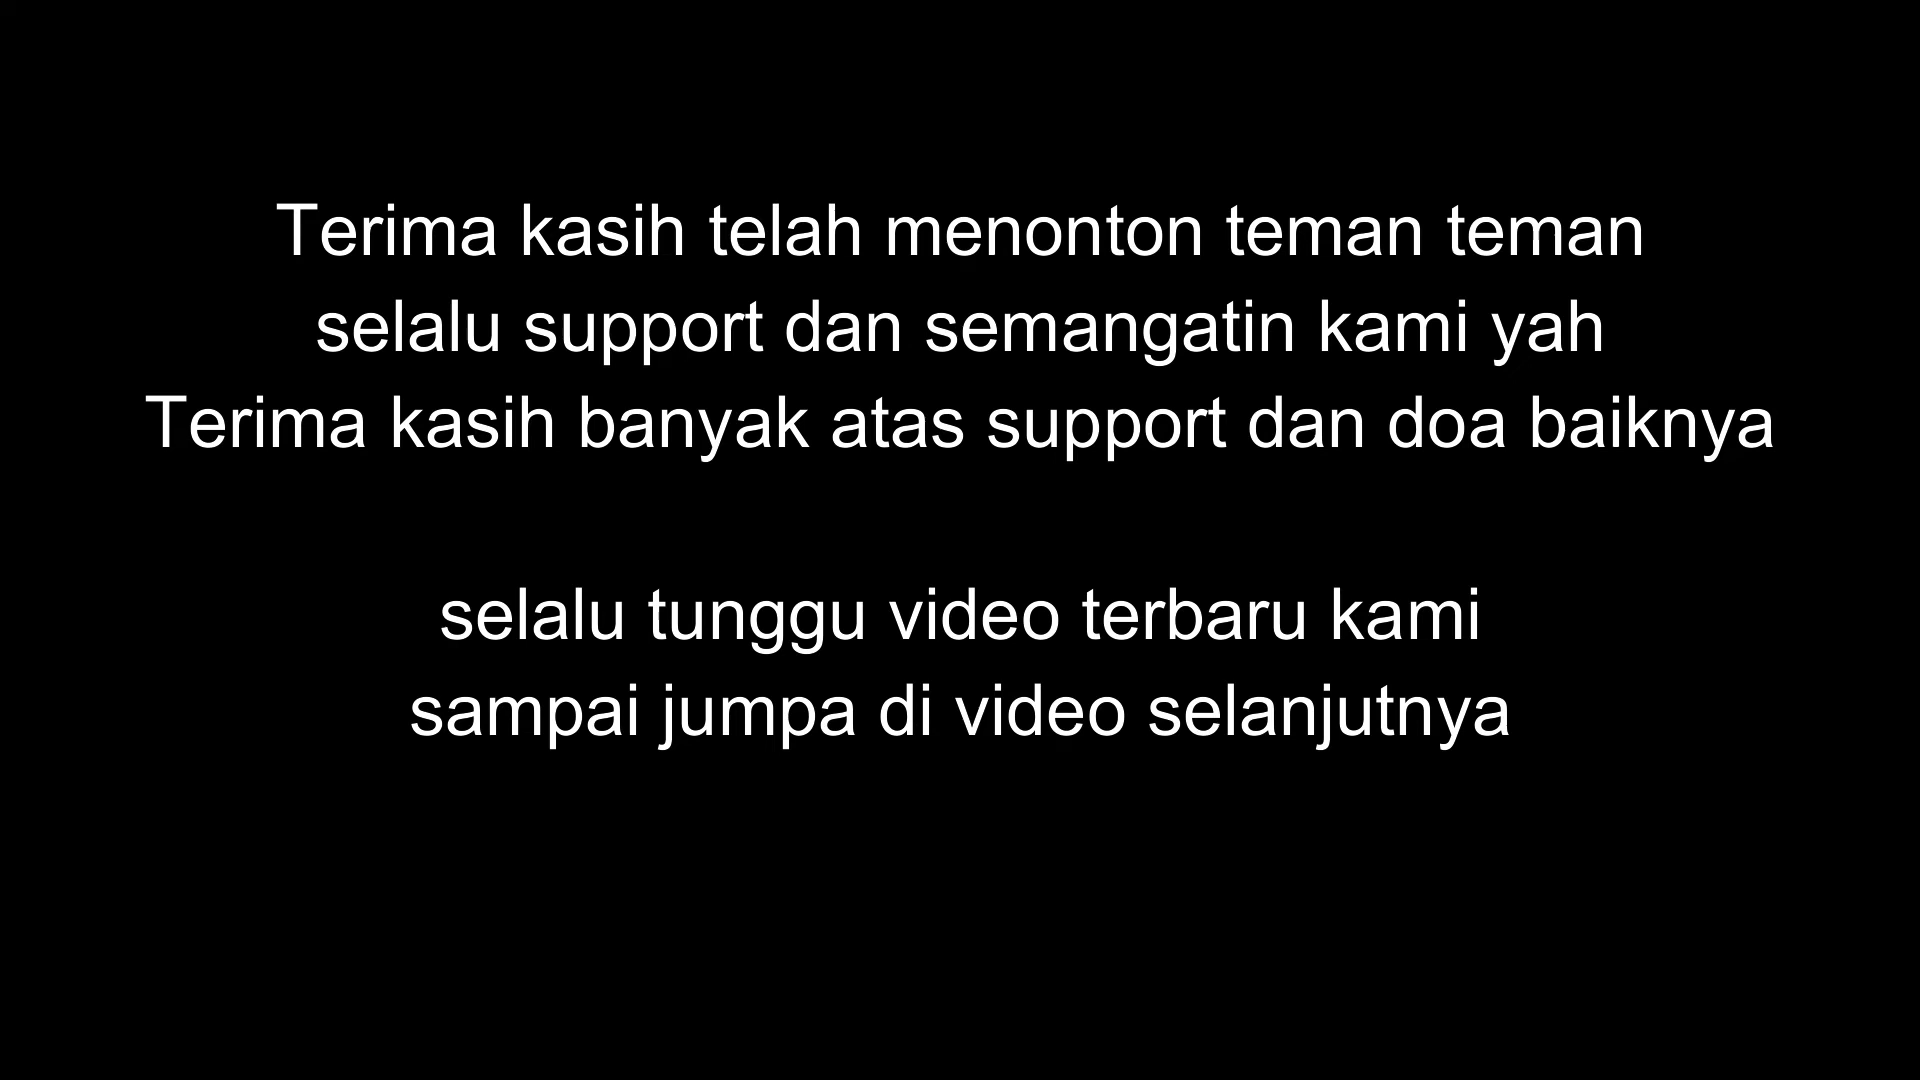 Terima kasih telah menonton teman teman
selalu support dan semangatin kami yah
Terima kasih banyak atas support dan doa baiknya
selalu tunggu video terbaru kami
sampai jumpa di video selanjutnya